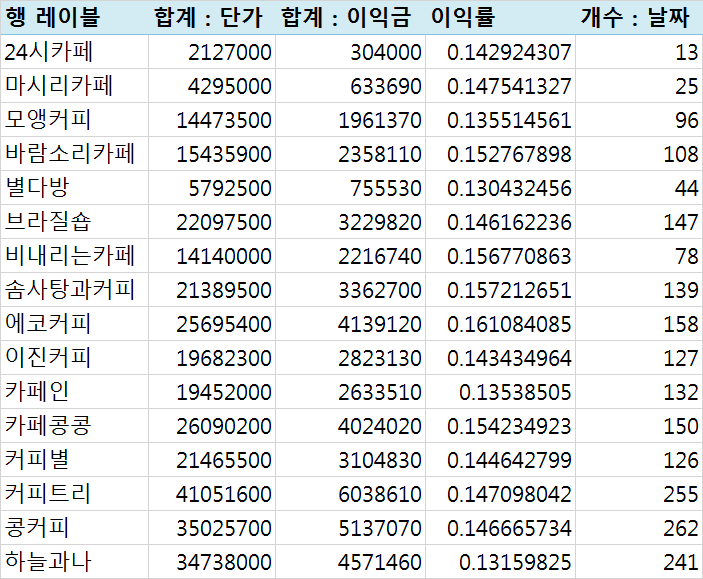 행 레이블 합계 : 단가 합계 : 이익금 이익률 개수 : 날짜
24시카페 2127000 304000 0.142924307 13
마시리카페 4295000 633690 0.147541327 25
모앵커피 14473500 1961370 0.135514561 96
바람소리카페 15435900 2358110 0.152767898 108
별다방 5792500 755530 0.130432456 44
브라질숍 22097500 3229820 0.146162236 147
비내리는카페 14140000 2216740 0.156770863 78
솜사탕과커피 21389500 3362700 0.157212651 139
에코커피 25695400 4139120 0.161084085 158
이진커피 19682300 2823130 0.143434964 127
카페인 19452000 2633510 0.13538505 132
카페콩콩 26090200 4024020 0.154234923 150
커피별 21465500 3104830 0.144642799 126
커피트리 41051600 6038610 0.147098042 255
콩커피 35025700 5137070 0.146665734 262
하늘과나 34738000 4571460 0.13159825 241